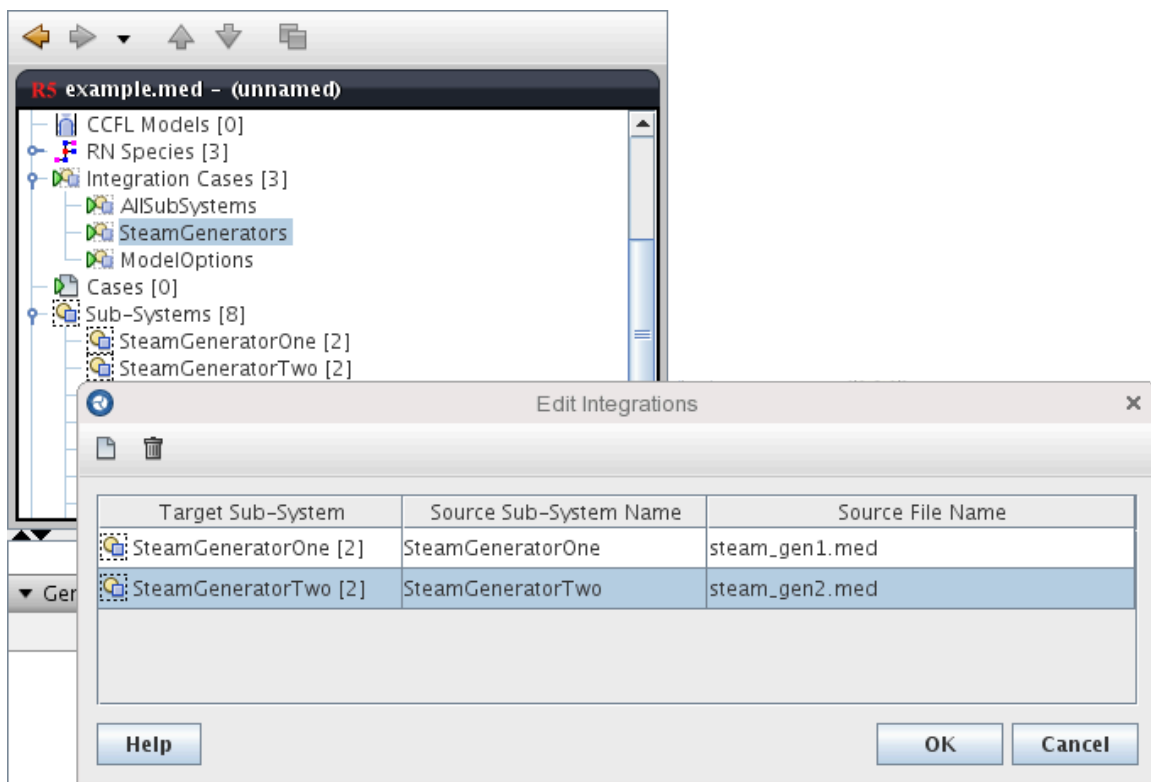 R5 example.med - (unnamed)
CCFL Models [0]
RN Species [3]
Integration Cases [3]
AllSubSystems
SteamGenerators
ModelOptions
Cases [0]
Sub-Systems [8]
SteamGeneratorOne [2]
SteamGeneratorTwo [2]
Edit Integrations
Target Sub-System Source Sub-System Name Source File Name
SteamGeneratorOne [2] SteamGeneratorOne steam_gen1.med
SteamGeneratorTwo [2] SteamGeneratorTwo steam_gen2.med
Ger
Help OK Cancel